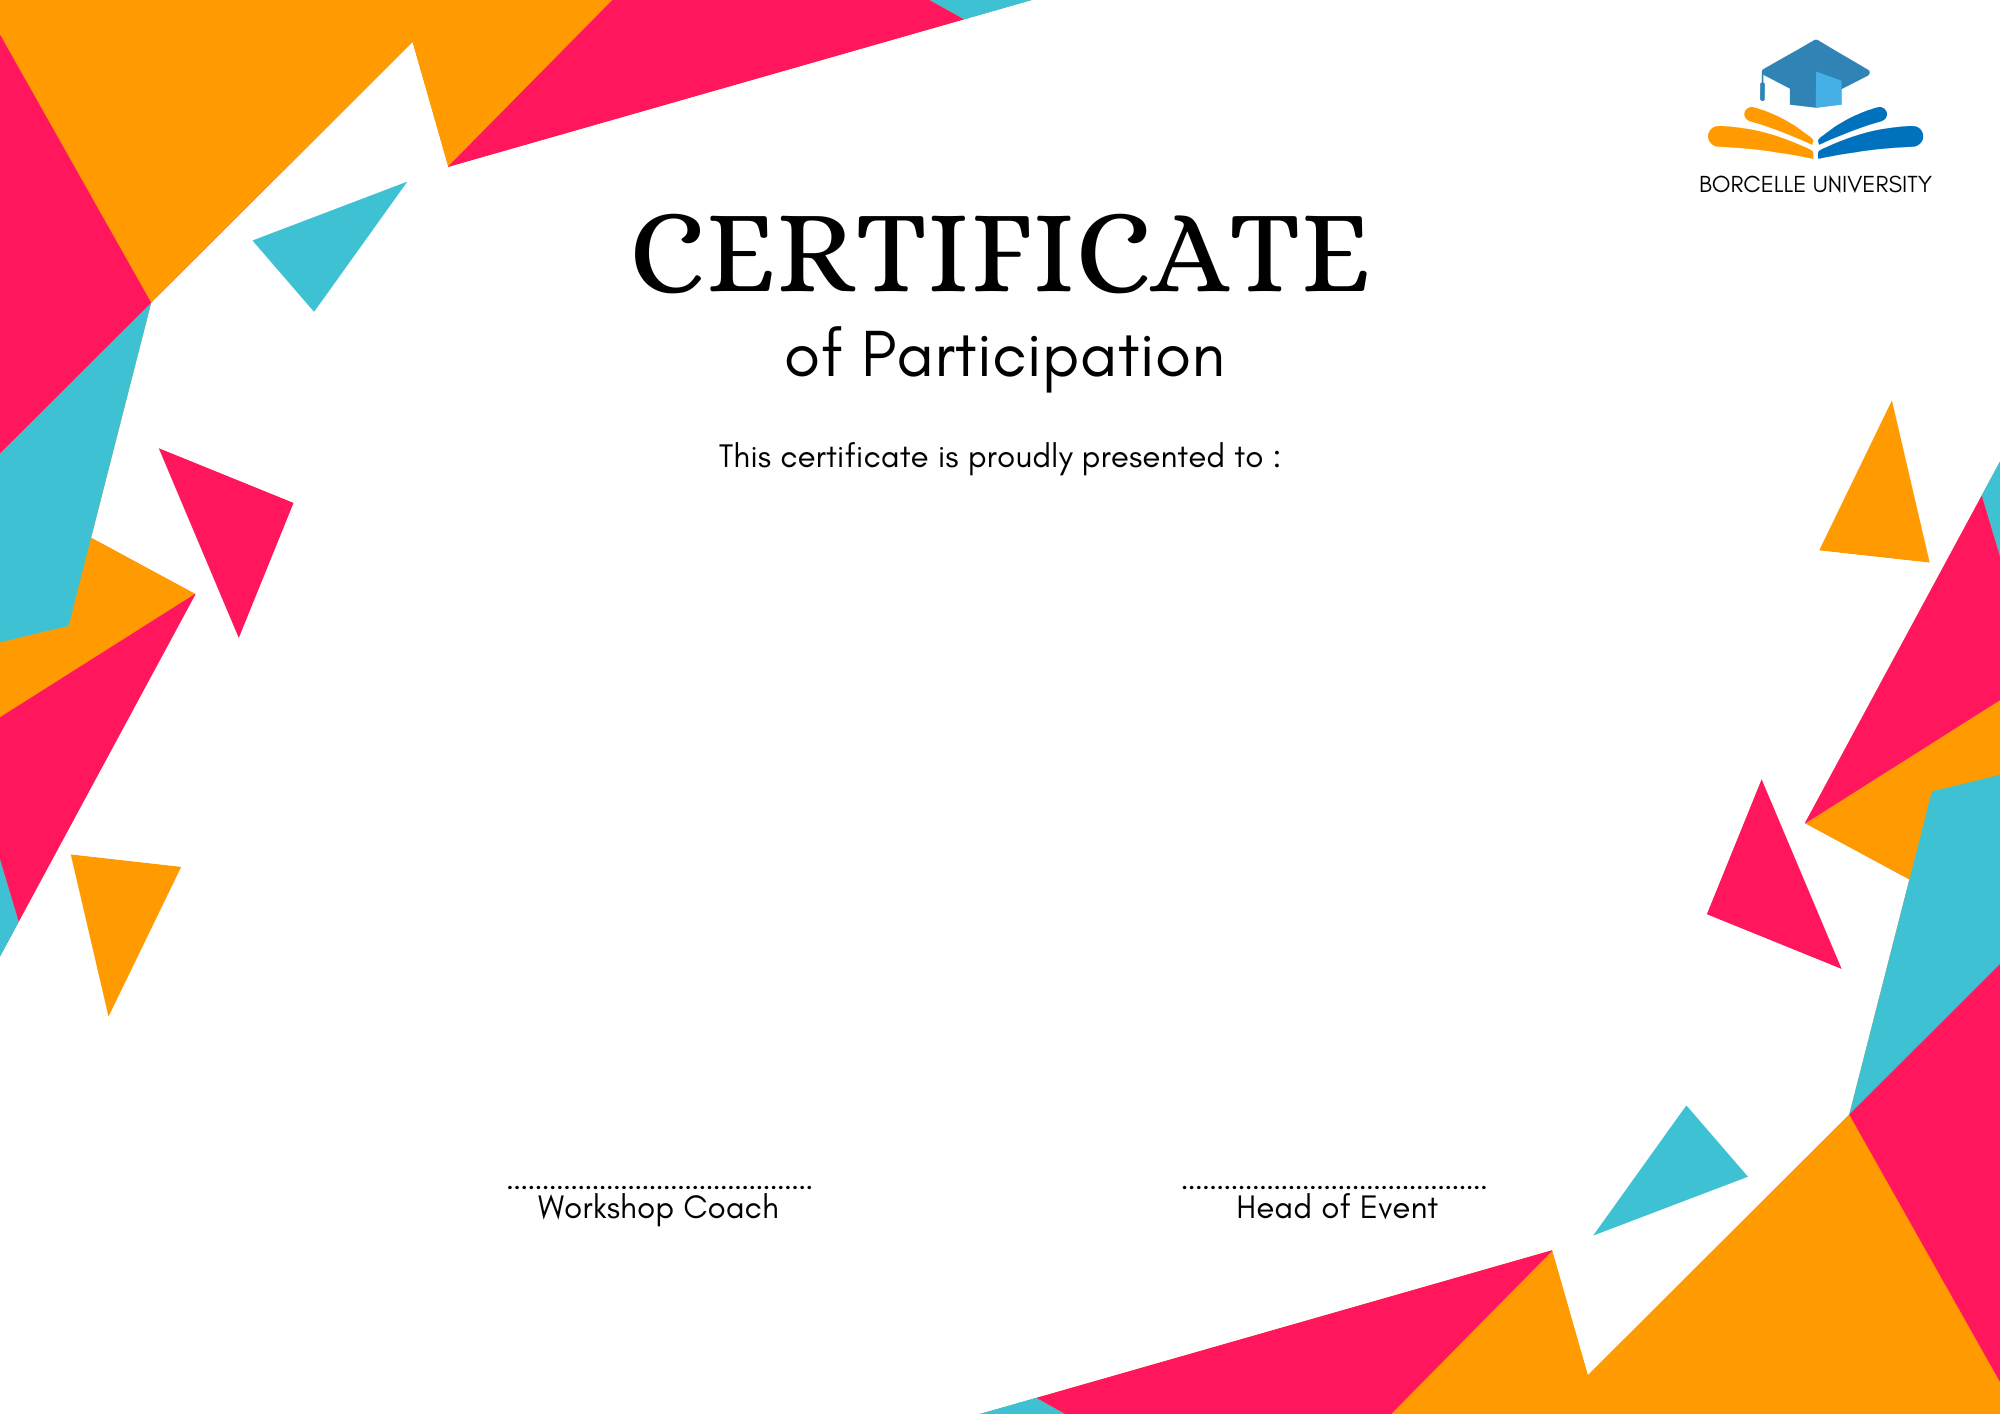 BORCELLE UNIVERSITY
CERTIFICATE
of Participation
This certificate is proudly presented to :
Workshop Coach
Head of Event